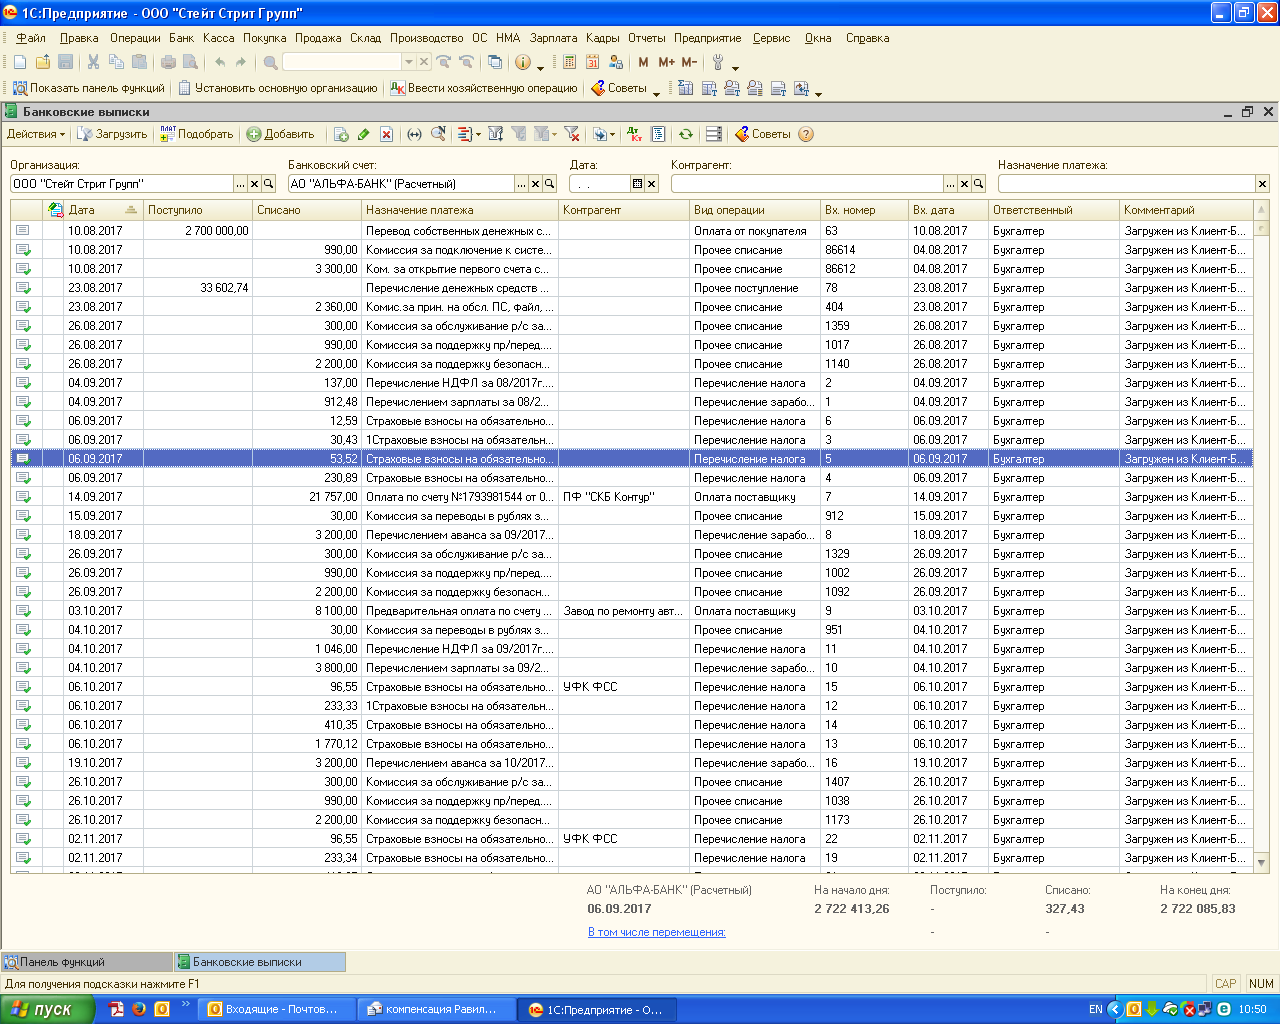 1С:Предприятие - ООО "Стейт Стрит Групп"
Файл Правка Операции Банк Касса Покупка Продажа Склад Производство ОС НМА Зарплата Кадры Отчеты Предприятие Сервис Окна Справка
M M+ M-
Показать панель функций Установить основную организацию Ввести хозяйственную операцию Советы
Банковские выписки
Действия Загрузить Подобрать Добавить Советы
Организация: Банковский счет: Дата: Контрагент: Назначение платежа:
ООО "Стейт Стрит Групп" ... АО "АЛЬФА-БАНК" (Расчетный) ... . . ...
Дата Поступило Списано Назначение платежа Контрагент Вид операции Вх. номер Вх. дата Ответственный Комментарий
10.08.2017 2 700 000,00 Перевод собственных денежных с... Оплата от покупателя 63 10.08.2017 Бухгалтер Загружен из Клиент-Б...
10.08.2017 990,00 Комиссия за подключение к систе... Прочее списание 86614 04.08.2017 Бухгалтер Загружен из Клиент-Б...
10.08.2017 3 300,00 Ком. за открытие первого счета с... Прочее списание 86612 04.08.2017 Бухгалтер Загружен из Клиент-Б...
23.08.2017 33 602,74 Перечисление денежных средств ... Прочее поступление 78 23.08.2017 Бухгалтер Загружен из Клиент-Б...
23.08.2017 2 360,00 Комис.за прин. на обсл. ПС, Файл, ... Прочее списание 404 23.08.2017 Бухгалтер Загружен из Клиент-Б...
26.08.2017 300,00 Комиссия за обслуживание р/с за... Прочее списание 1359 26.08.2017 Бухгалтер Загружен из Клиент-Б...
26.08.2017 990,00 Комиссия за поддержку пр/перед.... Прочее списание 1017 26.08.2017 Бухгалтер Загружен из Клиент-Б...
26.08.2017 2 200,00 Комиссия за поддержку безопасн... Прочее списание 1140 26.08.2017 Бухгалтер Загружен из Клиент-Б...
04.09.2017 137,00 Перечисление НДФЛ за 08/2017г.... Перечисление налога 2 04.09.2017 Бухгалтер Загружен из Клиент-Б...
04.09.2017 912,48 Перечислением зарплаты за 08/2... Перечисление зарабо... 1 04.09.2017 Бухгалтер Загружен из Клиент-Б...
06.09.2017 12,59 Страховые взносы на обязательно... Перечисление налога 6 06.09.2017 Бухгалтер Загружен из Клиент-Б...
06.09.2017 30,43 1Страховые взносы на обязательн... Перечисление налога 3 06.09.2017 Бухгалтер Загружен из Клиент-Б...
06.09.2017 53,52 Страховые взносы на обязательно... Перечисление налога 5 06.09.2017 Бухгалтер Загружен из Клиент-Б...
06.09.2017 230,89 Страховые взносы на обязательно... Перечисление налога 4 06.09.2017 Бухгалтер Загружен из Клиент-Б...
14.09.2017 21 757,00 Оплата по счету №1793981544 от 0... ПФ "СКБ Контур" Оплата поставщику 7 14.09.2017 Бухгалтер Загружен из Клиент-Б...
15.09.2017 30,00 Комиссия за переводы в рублях з... Прочее списание 912 15.09.2017 Бухгалтер Загружен из Клиент-Б...
18.09.2017 3 200,00 Перечислением аванса за 09/2017... Перечисление зарабо... 8 18.09.2017 Бухгалтер Загружен из Клиент-Б...
26.09.2017 300,00 Комиссия за обслуживание р/с за... Прочее списание 1329 26.09.2017 Бухгалтер Загружен из Клиент-Б...
26.09.2017 990,00 Комиссия за поддержку пр/перед.... Прочее списание 1002 26.09.2017 Бухгалтер Загружен из Клиент-Б...
26.09.2017 2 200,00 Комиссия за поддержку безопасн... Прочее списание 1092 26.09.2017 Бухгалтер Загружен из Клиент-Б...
03.10.2017 8 100,00 Предварительная оплата по счету ... Завод по ремонту авт... Оплата поставщику 9 03.10.2017 Бухгалтер Загружен из Клиент-Б...
04.10.2017 30,00 Комиссия за переводы в рублях з... Прочее списание 951 04.10.2017 Бухгалтер Загружен из Клиент-Б...
04.10.2017 1 046,00 Перечисление НДФЛ за 09/2017г.... Перечисление налога 11 04.10.2017 Бухгалтер Загружен из Клиент-Б...
04.10.2017 3 800,00 Перечислением зарплаты за 09/2... Перечисление зарабо... 10 04.10.2017 Бухгалтер Загружен из Клиент-Б...
06.10.2017 96,55 Страховые взносы на обязательно... УФК ФСС Перечисление налога 15 06.10.2017 Бухгалтер Загружен из Клиент-Б...
06.10.2017 233,33 1Страховые взносы на обязательн... Перечисление налога 12 06.10.2017 Бухгалтер Загружен из Клиент-Б...
06.10.2017 410,35 Страховые взносы на обязательно... Перечисление налога 14 06.10.2017 Бухгалтер Загружен из Клиент-Б...
06.10.2017 1 770,12 Страховые взносы на обязательно... Перечисление налога 13 06.10.2017 Бухгалтер Загружен из Клиент-Б...
19.10.2017 3 200,00 Перечислением аванса за 10/2017... Перечисление зарабо... 16 19.10.2017 Бухгалтер Загружен из Клиент-Б...
26.10.2017 300,00 Комиссия за обслуживание р/с за... Прочее списание 1407 26.10.2017 Бухгалтер Загружен из Клиент-Б...
26.10.2017 990,00 Комиссия за поддержку пр/перед.... Прочее списание 1038 26.10.2017 Бухгалтер Загружен из Клиент-Б...
26.10.2017 2 200,00 Комиссия за поддержку безопасн... Прочее списание 1173 26.10.2017 Бухгалтер Загружен из Клиент-Б...
02.11.2017 96,55 Страховые взносы на обязательно... УФК ФСС Перечисление налога 22 02.11.2017 Бухгалтер Загружен из Клиент-Б...
02.11.2017 233,34 Страховые взносы на обязательно... Перечисление налога 19 02.11.2017 Бухгалтер Загружен из Клиент-Б...
АО "АЛЬФА-БАНК" (Расчетный) На начало дня: Поступило: Списано: На конец дня:
06.09.2017 2 722 413,26 - 327,43 2 722 085,83
В том числе перемещения: - -
Панель функций Банковские выписки
Для получения подсказки нажмите F1 CAP NUM
пуск Входящие - Почтов... компенсация Равил... 1С:Предприятие - О... EN 10:50